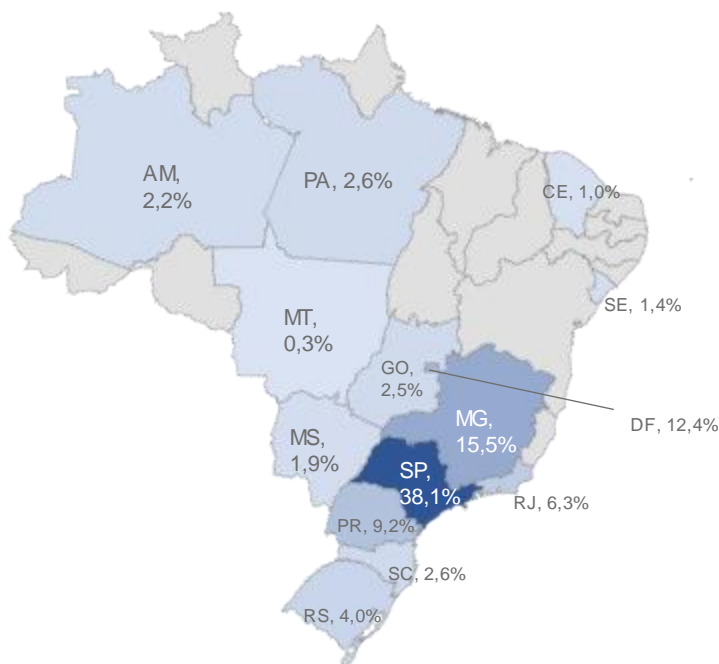 AM,
2,2%
PA, 2,6%
CE, 1,0%
SE, 1,4%
MT,
0,3%
GO,
2,5%
DF, 12,4%
MG,
15,5%
MS,
1,9%
SP,
38,1%
RJ, 6,3%
PR, 9,2%
SC, 2,6%
RS, 4,0%